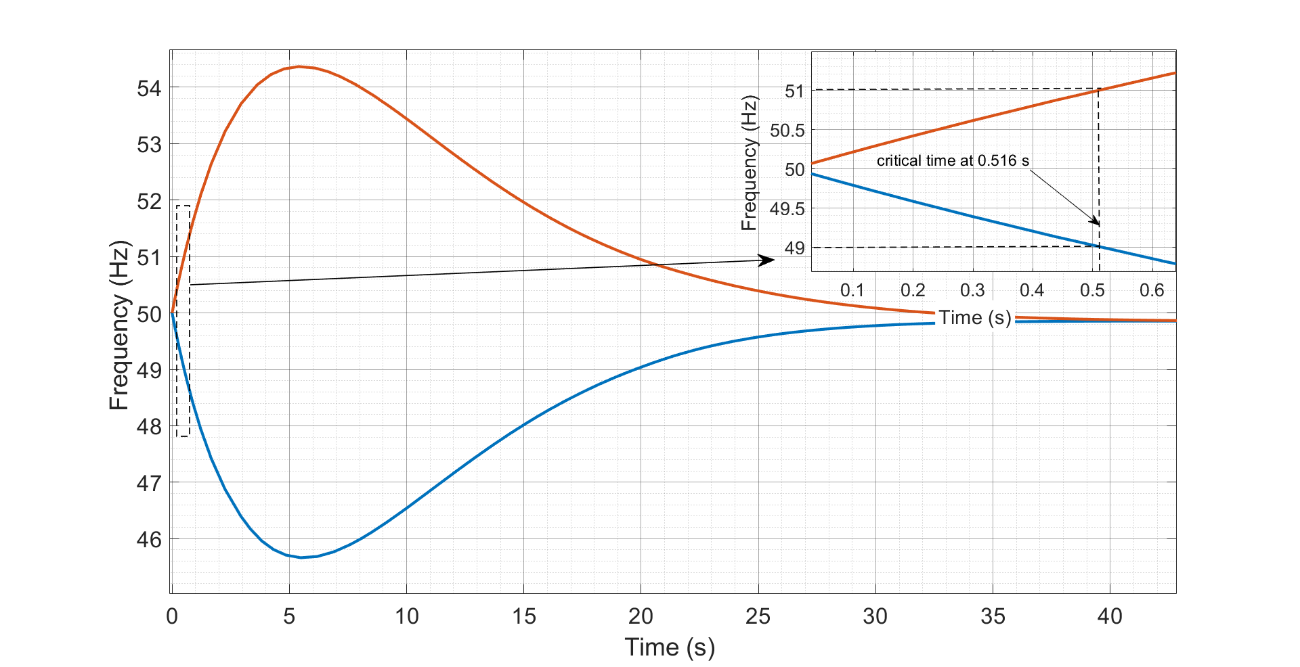 54
53
52
51
50
49
48
47
46
Frequency (Hz)
0 5 10 15 20 25 30 35 40
Time (s)
51
50.5
50
49.5
49
Frequency (Hz)
critical time at 0.516 s
0.1 0.2 0.3 0.4 0.5 0.6
Time (s)